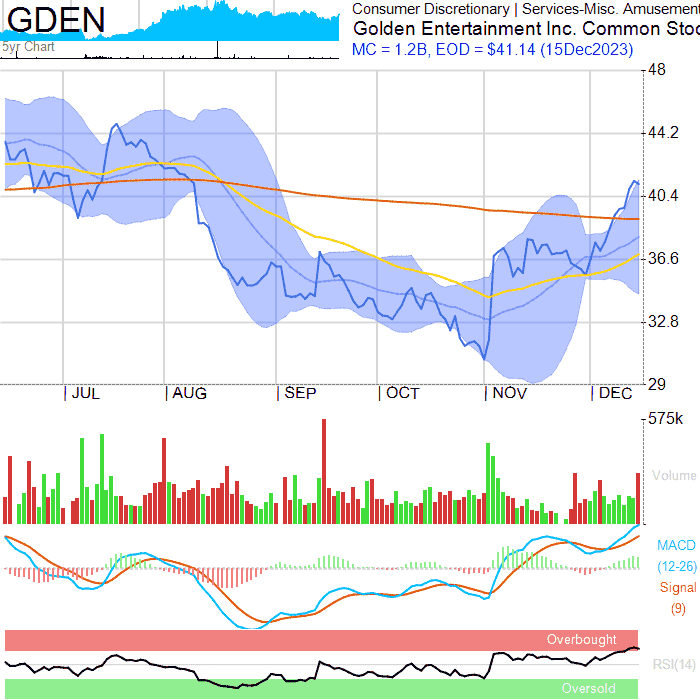 GDEN
5yr Chart
Consumer Discretionary | Services-Misc. Amusement
Golden Entertainment Inc. Common Stoc
MC = 1.2B, EOD = $41.14 (15Dec2023)
48
44.2
40.4
36.6
32.8
29
JUL AUG SEP OCT NOV DEC
575k
Volume
MACD
(12-26)
Signal
(9)
Overbought
RSI(14)
Oversold